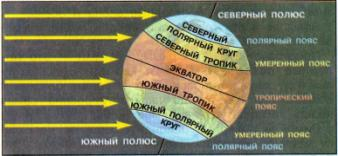 СЕВЕРНЫЙ ПОЛЮС
СЕВЕРНЫЙ
ПОЛЯРНЫЙ КРУГ
ПОЛЯРНЫЙ ПОЯС
СЕВЕРНЫЙ ТРОПИК
УМЕРЕННЫЙ ПОЯС
ЭКВАТОР
ТРОПИЧЕСКИЙ
ПОЯС
ЮЖНЫЙ ТРОПИК
ЮЖНЫЙ ПОЛЯРНЫЙ
КРУГ
УМЕРЕННЫЙ ПОЯС
ЮЖНЫЙ ПОЛЮС
ПОЛЯРНЫЙ ПОЯС